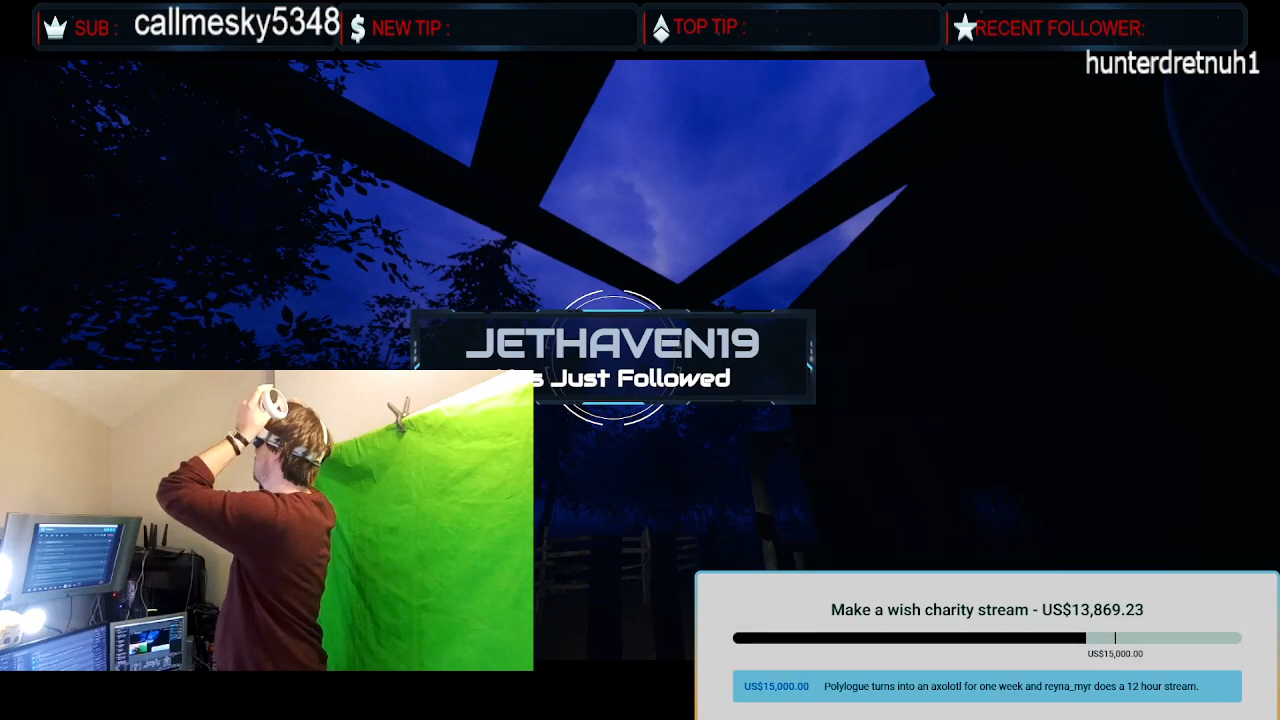 SUB : callmesky5348
NEW TIP :
TOP TIP :
RECENT FOLLOWER:
hunterdretnuh1
JETHAVEN19
Just Followed
Make a wish charity stream - US$13,869.23
US$15,000.00
US$15,000.00 Polylogue turns into an axolotl for one week and reyna_myr does a 12 hour stream.